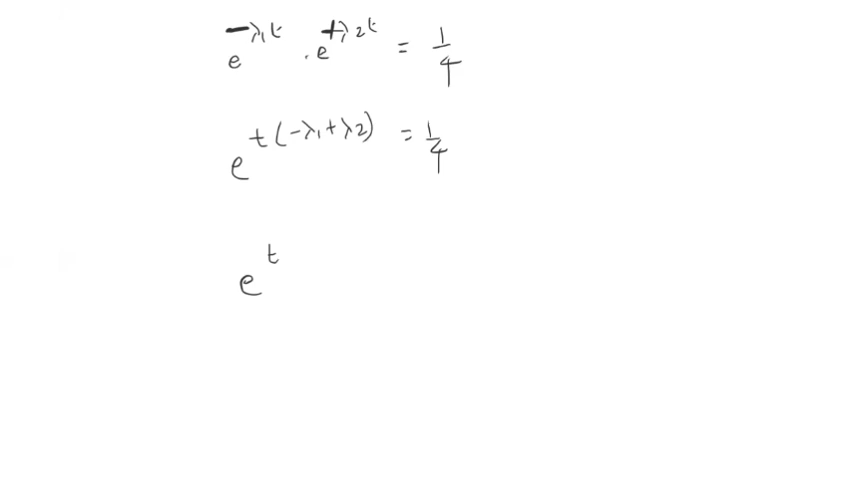 e^{-λ₁t} · e^{+λ2t} = 1/4
e^{t(-λ₁+λ2)} = 1/4
e^t